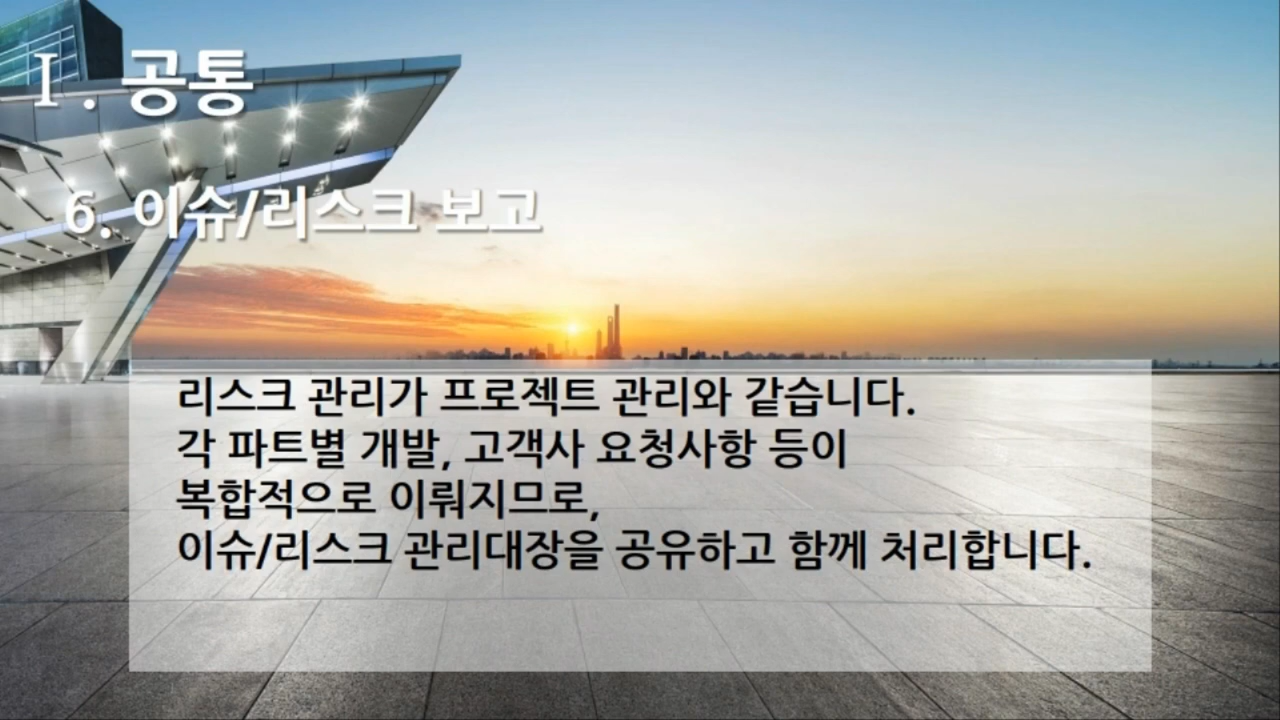 Ⅰ. 공통
6. 이슈/리스크 보고
리스크 관리가 프로젝트 관리와 같습니다.
각 파트별 개발, 고객사 요청사항 등이
복합적으로 이뤄지므로,
이슈/리스크 관리대장을 공유하고 함께 처리합니다.